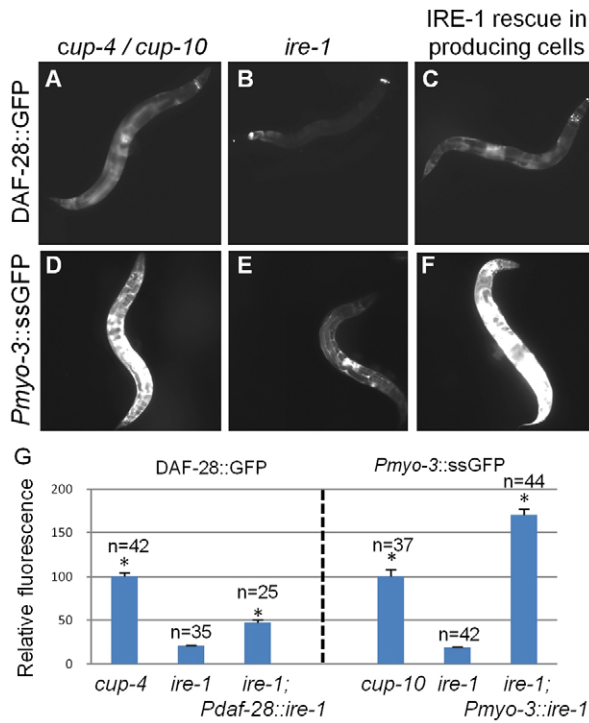 cup-4 / cup-10
ire-1
IRE-1 rescue in
producing cells
DAF-28::GFP
A
B
C
Pmyo-3::ssGFP
D
E
F
G
DAF-28::GFP
Pmyo-3::ssGFP
Relative fluorescence
200
150
100
50
0
n=42
*
n=35
n=25
*
n=37
*
n=42
n=44
*
cup-4
ire-1
ire-1;
Pdaf-28::ire-1
cup-10
ire-1
ire-1;
Pmyo-3::ire-1